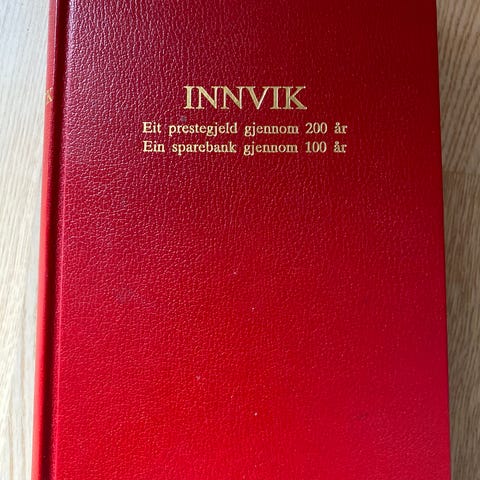 INNVIK
Eit prestegjeld gjennom 200 år
Ein sparebank gjennom 100 år